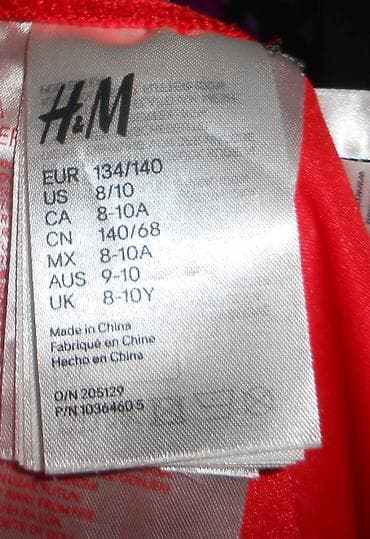 H&M
EUR 134/140
US 8/10
CA 8-10A
CN 140/68
MX 8-10A
AUS 9-10
UK 8-10Y
Made in China
Fabriqué en Chine
Hecho en China
O/N 205129
P/N 1036460 5